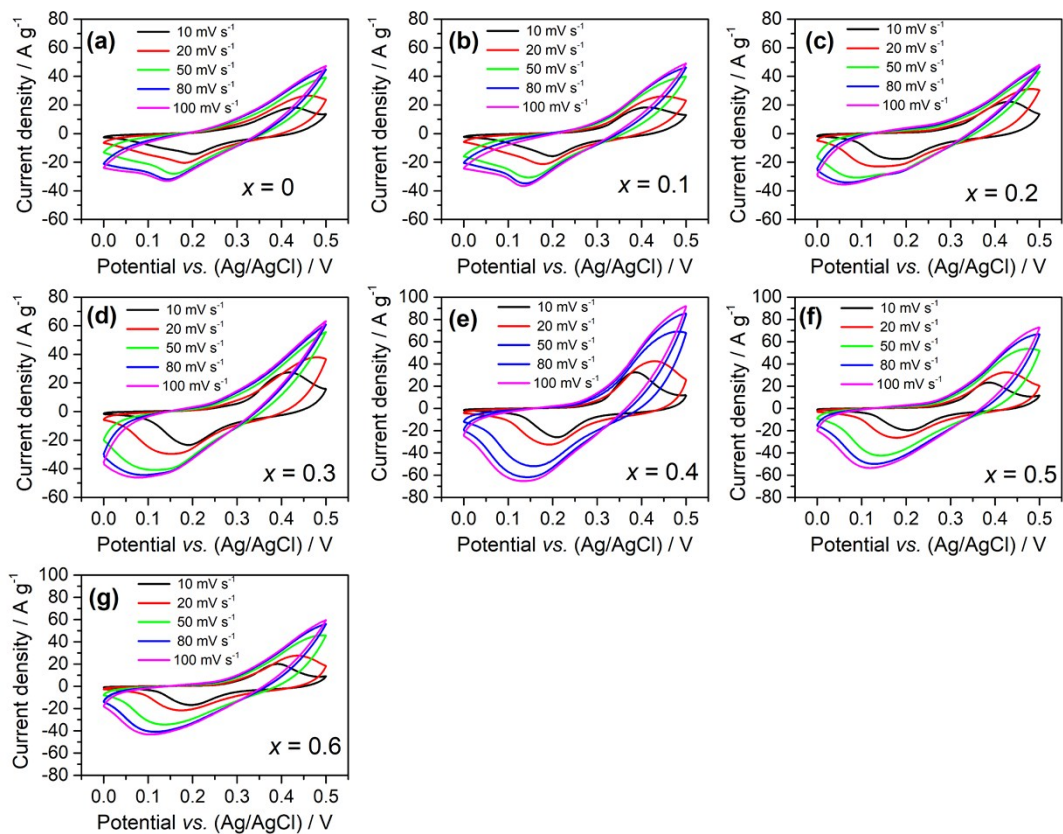 (a)
10 mV s⁻¹
20 mV s⁻¹
50 mV s⁻¹
80 mV s⁻¹
100 mV s⁻¹
x = 0
Current density / A g⁻¹
80
60
40
20
0
-20
-40
-60
0.0 0.1 0.2 0.3 0.4 0.5
Potential vs. (Ag/AgCl) / V
(b)
10 mV s⁻¹
20 mV s⁻¹
50 mV s⁻¹
80 mV s⁻¹
100 mV s⁻¹
x = 0.1
Current density / A g⁻¹
80
60
40
20
0
-20
-40
-60
0.0 0.1 0.2 0.3 0.4 0.5
Potential vs. (Ag/AgCl) / V
(c)
10 mV s⁻¹
20 mV s⁻¹
50 mV s⁻¹
80 mV s⁻¹
100 mV s⁻¹
x = 0.2
Current density / A g⁻¹
80
60
40
20
0
-20
-40
-60
0.0 0.1 0.2 0.3 0.4 0.5
Potential vs. (Ag/AgCl) / V
(d)
10 mV s⁻¹
20 mV s⁻¹
50 mV s⁻¹
80 mV s⁻¹
100 mV s⁻¹
x = 0.3
Current density / A g⁻¹
80
60
40
20
0
-20
-40
-60
0.0 0.1 0.2 0.3 0.4 0.5
Potential vs. (Ag/AgCl) / V
(e)
10 mV s⁻¹
20 mV s⁻¹
50 mV s⁻¹
80 mV s⁻¹
100 mV s⁻¹
x = 0.4
Current density / A g⁻¹
100
80
60
40
20
0
-20
-40
-60
-80
0.0 0.1 0.2 0.3 0.4 0.5
Potential vs. (Ag/AgCl) / V
(f)
10 mV s⁻¹
20 mV s⁻¹
50 mV s⁻¹
80 mV s⁻¹
100 mV s⁻¹
x = 0.5
Current density / A g⁻¹
100
80
60
40
20
0
-20
-40
-60
-80
0.0 0.1 0.2 0.3 0.4 0.5
Potential vs. (Ag/AgCl) / V
(g)
10 mV s⁻¹
20 mV s⁻¹
50 mV s⁻¹
80 mV s⁻¹
100 mV s⁻¹
x = 0.6
Current density / A g⁻¹
100
80
60
40
20
0
-20
-40
-60
-80
0.0 0.1 0.2 0.3 0.4 0.5
Potential vs. (Ag/AgCl) / V